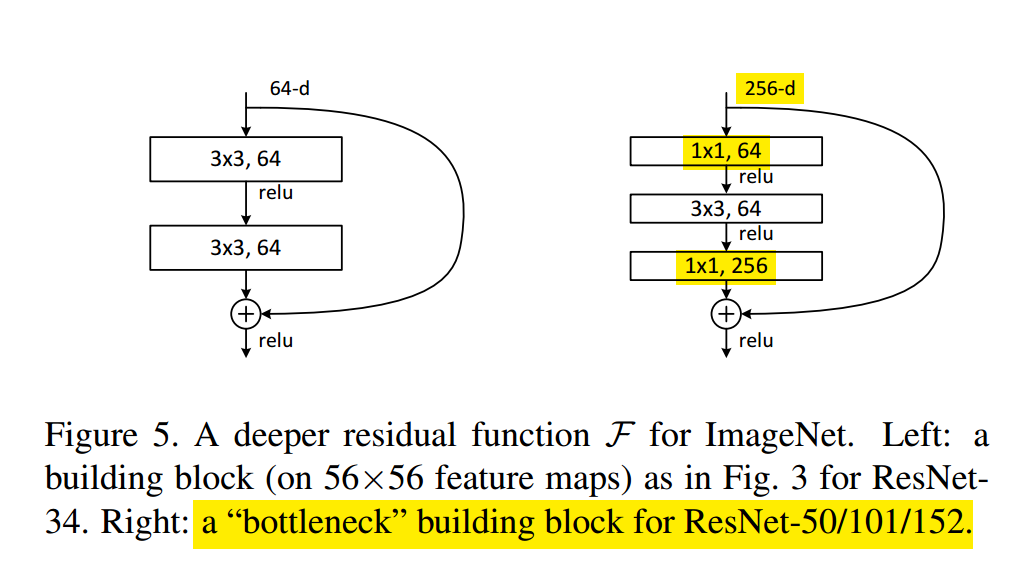 64-d
3x3, 64
relu
3x3, 64
+
relu
256-d
1x1, 64
relu
3x3, 64
relu
1x1, 256
+
relu
Figure 5. A deeper residual function ℱ for ImageNet. Left: a
building block (on 56×56 feature maps) as in Fig. 3 for ResNet-
34. Right: a “bottleneck” building block for ResNet-50/101/152.